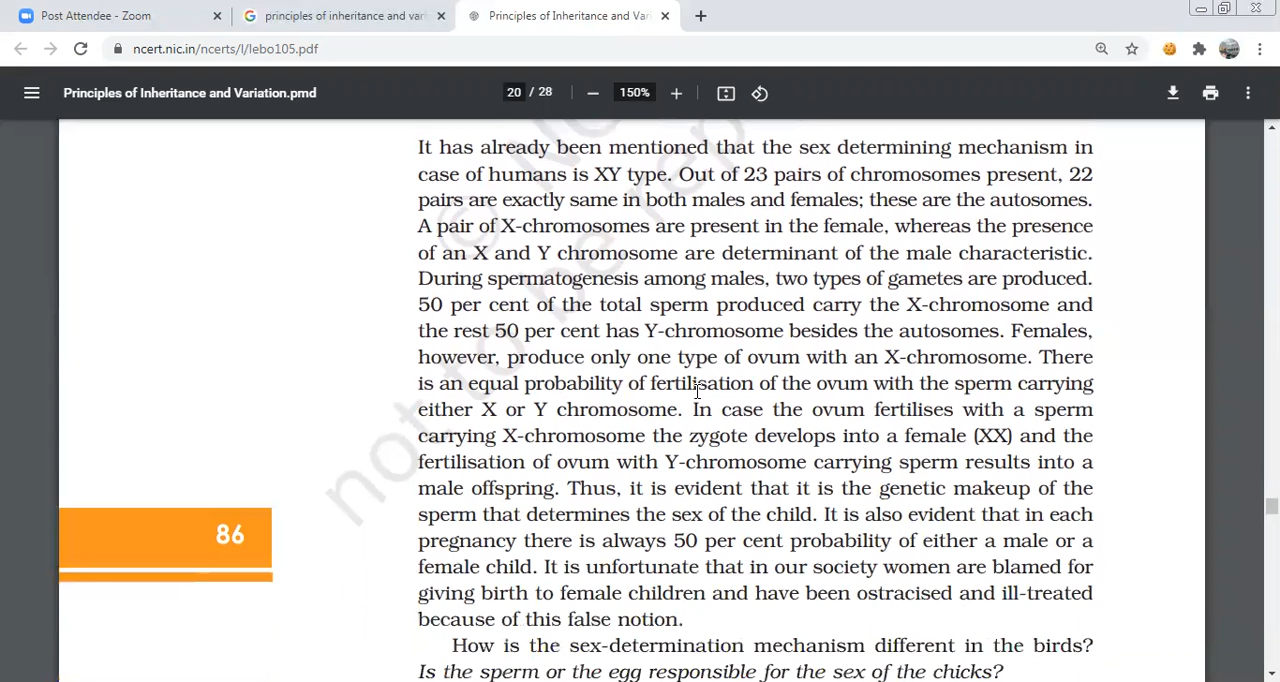 Post Attendee - Zoom
principles of inheritance and vari
Principles of Inheritance and Vari
ncert.nic.in/ncerts/l/lebo105.pdf
Principles of Inheritance and Variation.pmd
20 / 28
150%
It has already been mentioned that the sex determining mechanism in
case of humans is XY type. Out of 23 pairs of chromosomes present, 22
pairs are exactly same in both males and females; these are the autosomes.
A pair of X-chromosomes are present in the female, whereas the presence
of an X and Y chromosome are determinant of the male characteristic.
During spermatogenesis among males, two types of gametes are produced.
50 per cent of the total sperm produced carry the X-chromosome and
the rest 50 per cent has Y-chromosome besides the autosomes. Females,
however, produce only one type of ovum with an X-chromosome. There
is an equal probability of fertilisation of the ovum with the sperm carrying
either X or Y chromosome. In case the ovum fertilises with a sperm
carrying X-chromosome the zygote develops into a female (XX) and the
fertilisation of ovum with Y-chromosome carrying sperm results into a
male offspring. Thus, it is evident that it is the genetic makeup of the
sperm that determines the sex of the child. It is also evident that in each
pregnancy there is always 50 per cent probability of either a male or a
female child. It is unfortunate that in our society women are blamed for
giving birth to female children and have been ostracised and ill-treated
because of this false notion.
How is the sex-determination mechanism different in the birds?
Is the sperm or the egg responsible for the sex of the chicks?
86
not to be rep